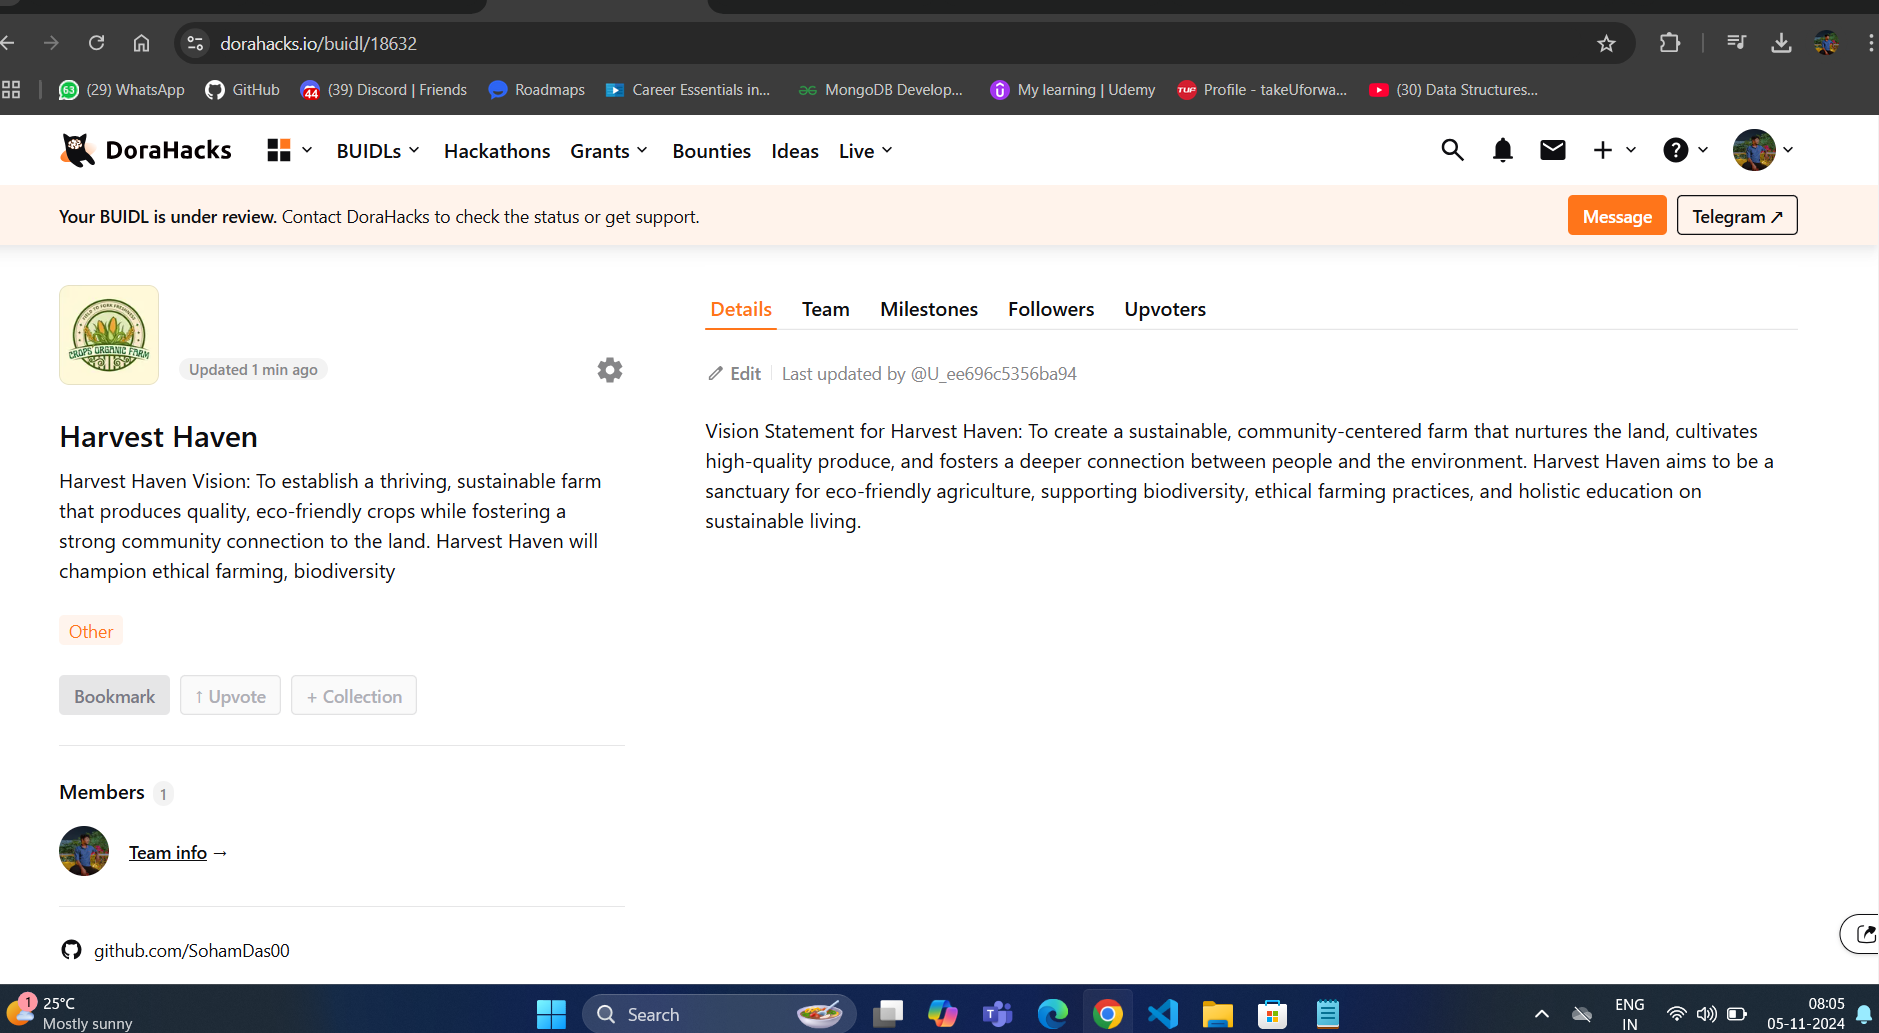 dorahacks.io/buidl/18632
63 (29) WhatsApp GitHub 44 (39) Discord | Friends Roadmaps Career Essentials in... MongoDB Develop... My learning | Udemy TUF Profile - takeUforwa... (30) Data Structures...
DoraHacks BUIDLs Hackathons Grants Bounties Ideas Live
Your BUIDL is under review. Contact DoraHacks to check the status or get support. Message Telegram ↗
FIELD TO FORK FRESHNESS
CROPS ORGANIC FARM
Updated 1 min ago
Harvest Haven
Harvest Haven Vision: To establish a thriving, sustainable farm
that produces quality, eco-friendly crops while fostering a
strong community connection to the land. Harvest Haven will
champion ethical farming, biodiversity
Other
Bookmark ↑ Upvote + Collection
Members 1
Team info →
github.com/SohamDas00
Details Team Milestones Followers Upvoters
Edit Last updated by @U_ee696c5356ba94
Vision Statement for Harvest Haven: To create a sustainable, community-centered farm that nurtures the land, cultivates
high-quality produce, and fosters a deeper connection between people and the environment. Harvest Haven aims to be a
sanctuary for eco-friendly agriculture, supporting biodiversity, ethical farming practices, and holistic education on
sustainable living.
1 25°C
Mostly sunny
Search
ENG
IN
08:05
05-11-2024